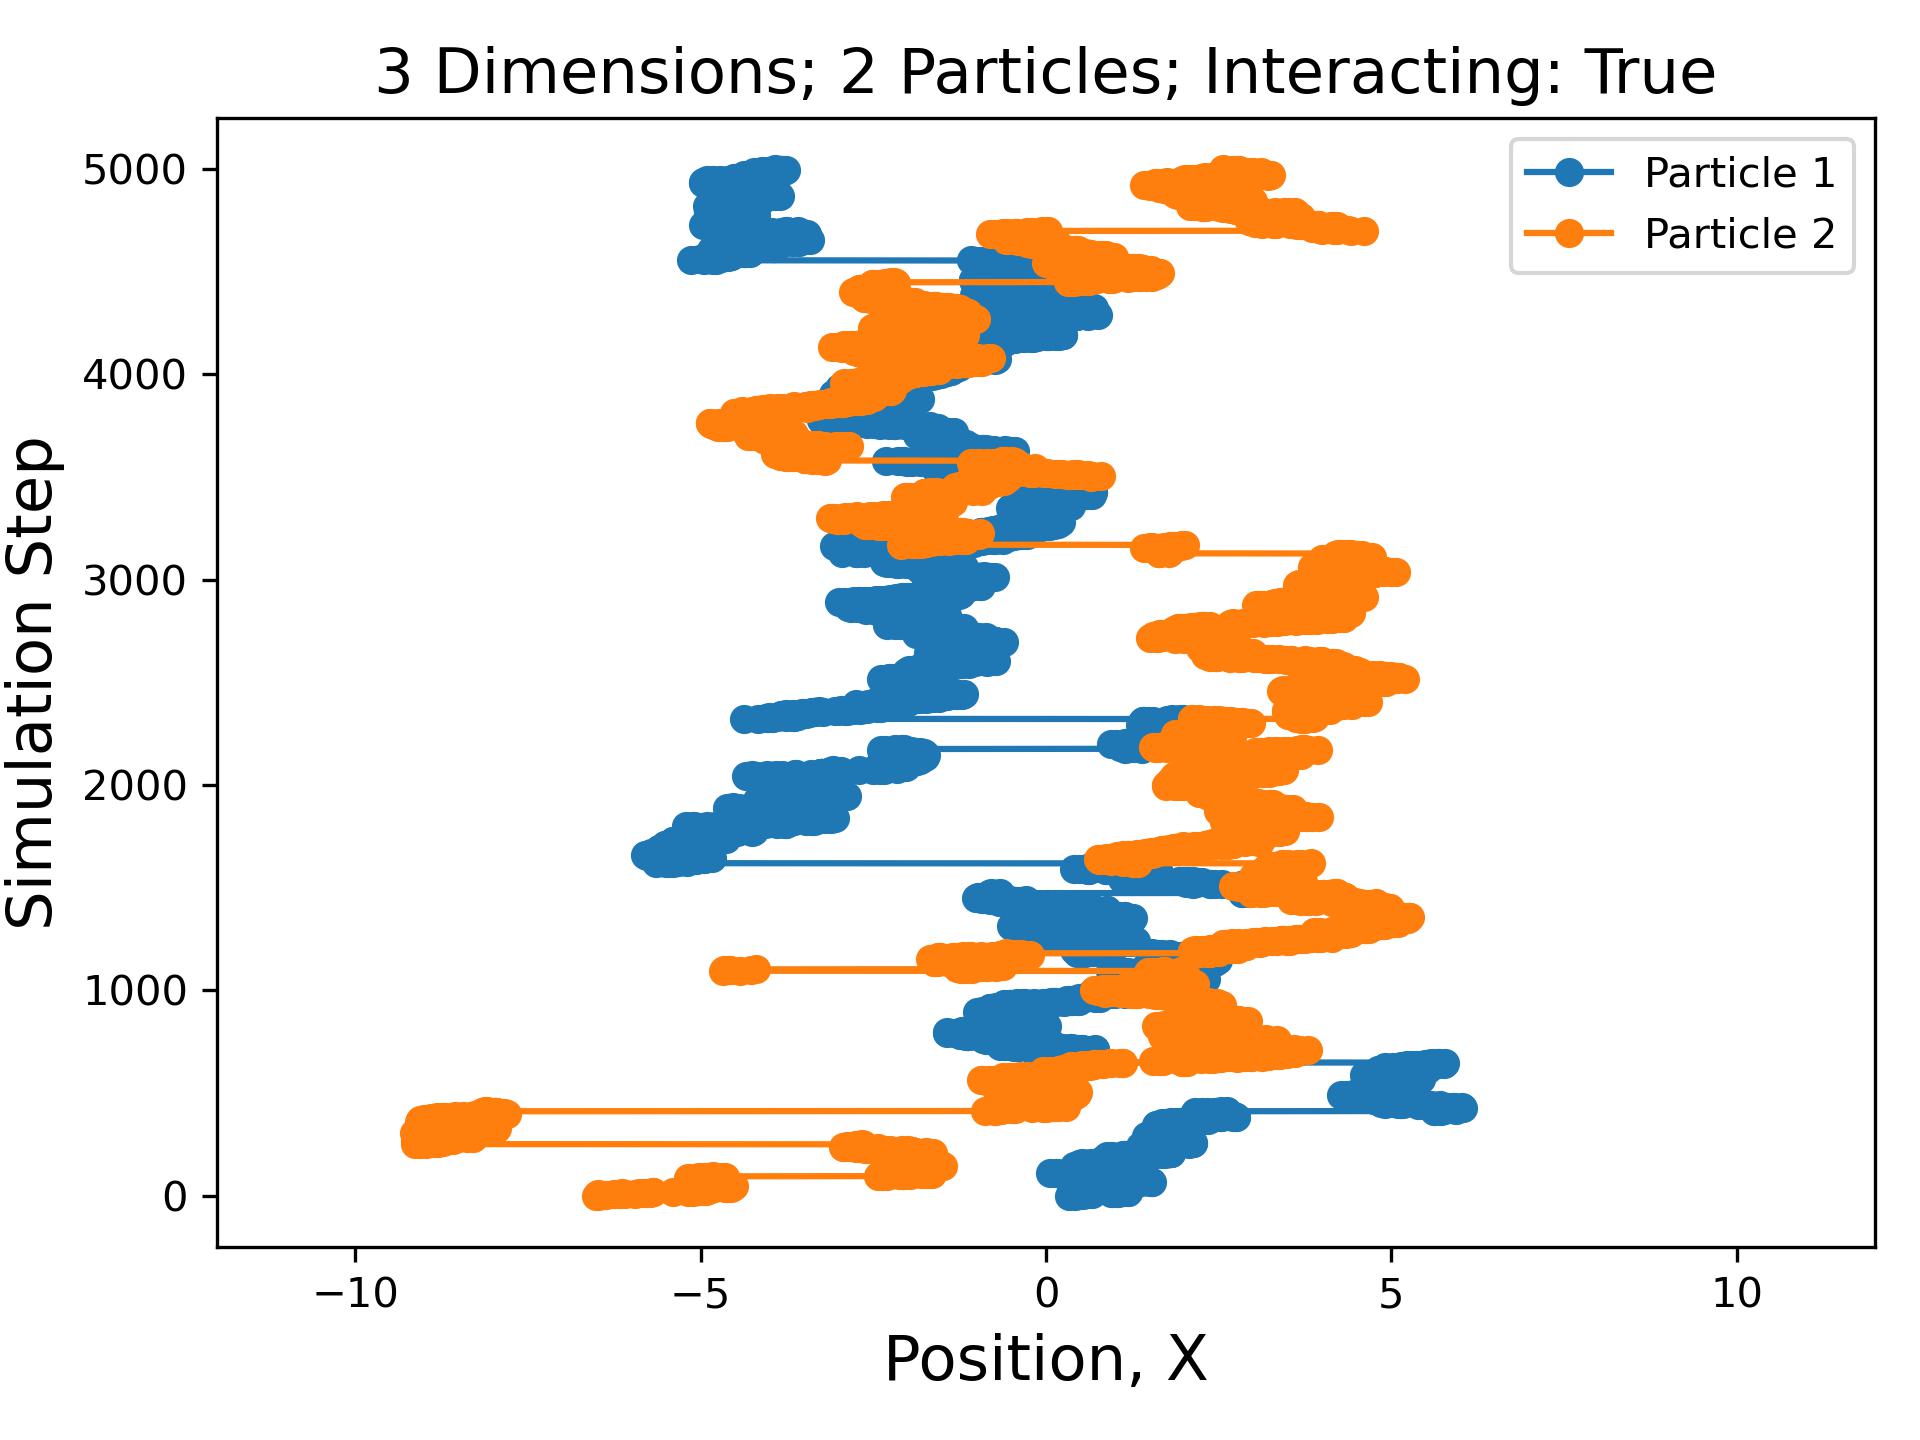 3 Dimensions; 2 Particles; Interacting: True
Particle 1
Particle 2
Simulation Step
5000
4000
3000
2000
1000
0
−10
−5
0
5
10
Position, X